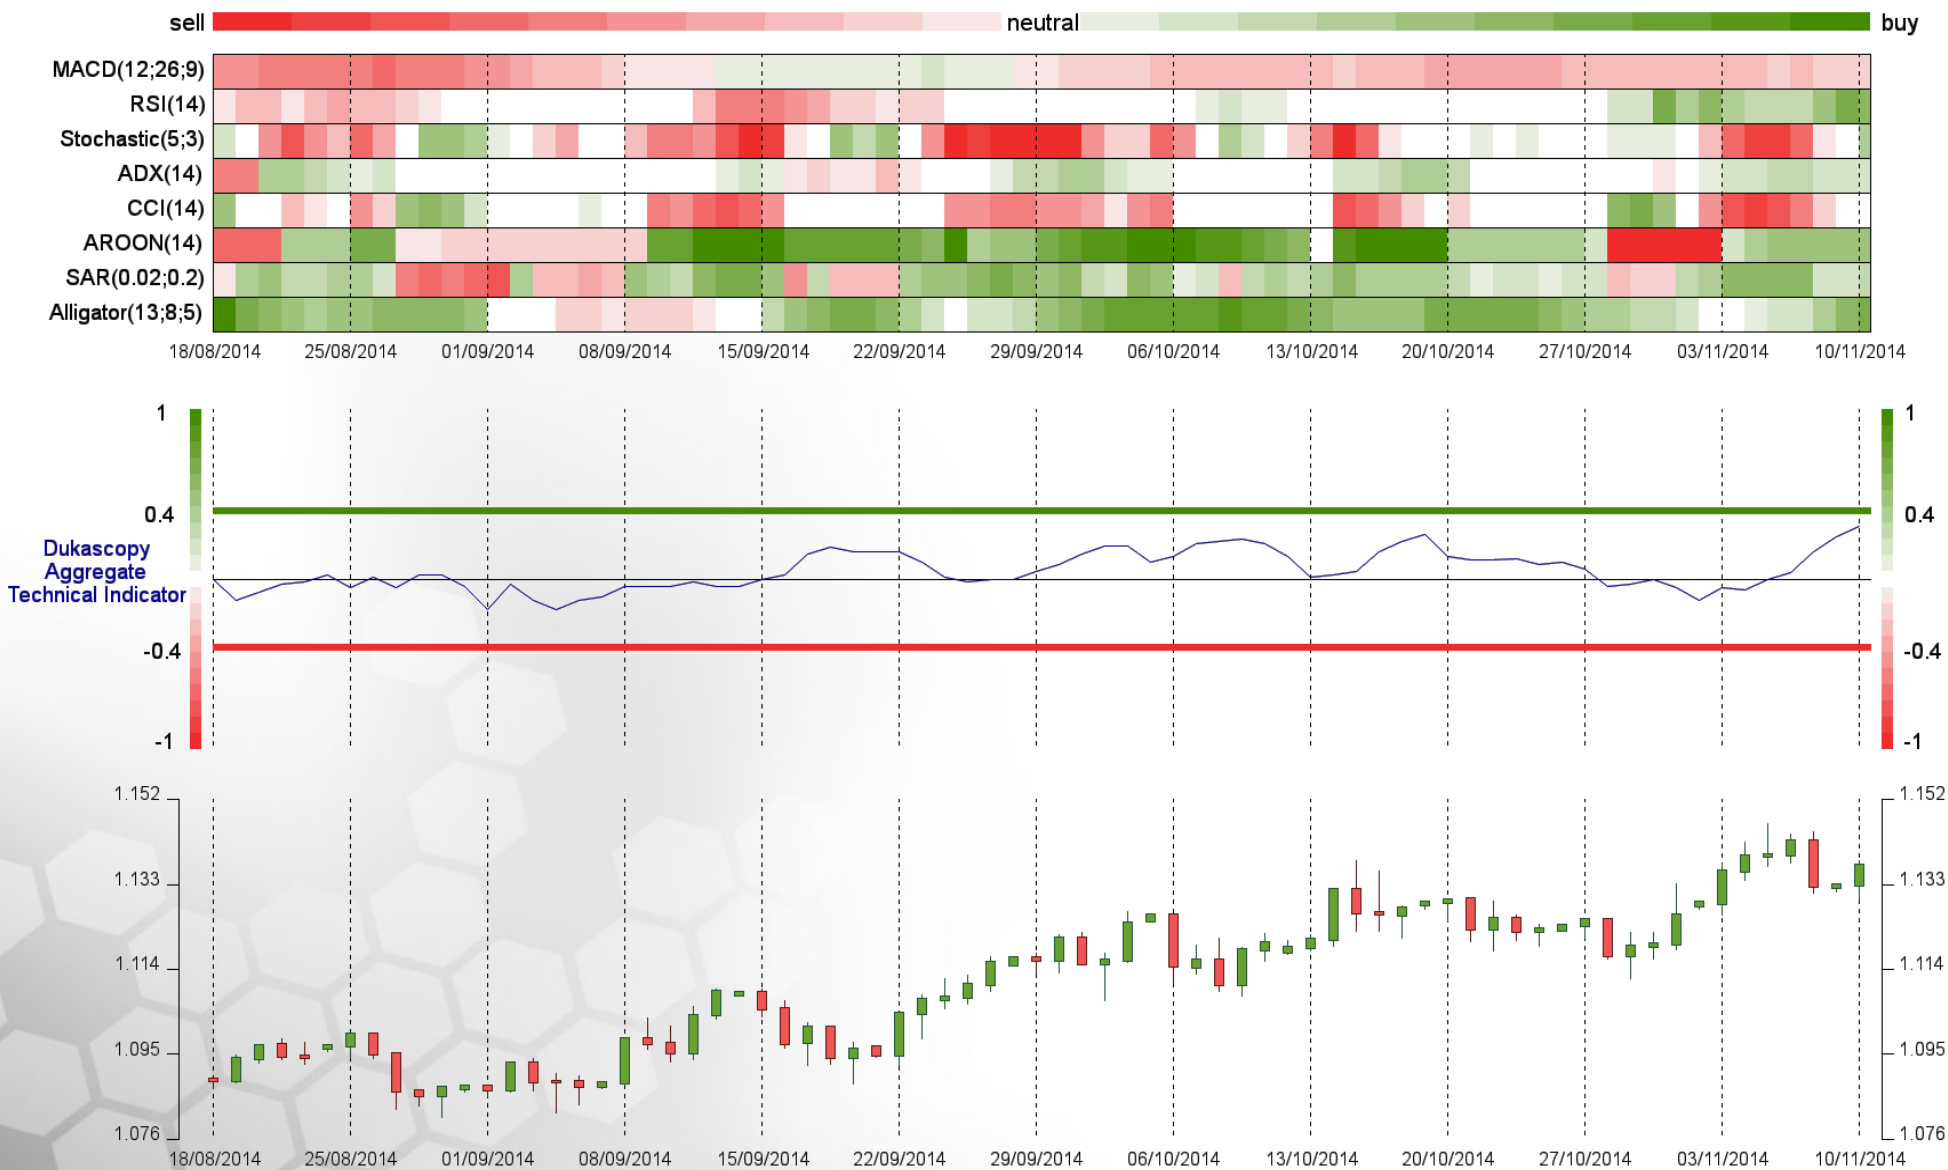 sell neutral buy
MACD(12;26;9)
RSI(14)
Stochastic(5;3)
ADX(14)
CCI(14)
AROON(14)
SAR(0.02;0.2)
Alligator(13;8;5)
18/08/2014 25/08/2014 01/09/2014 08/09/2014 15/09/2014 22/09/2014 29/09/2014 06/10/2014 13/10/2014 20/10/2014 27/10/2014 03/11/2014 10/11/2014
1 1
0.4 0.4
Dukascopy
Aggregate
Technical Indicator
-0.4 -0.4
-1 -1
1.152 1.152
1.133 1.133
1.114 1.114
1.095 1.095
1.076 1.076
18/08/2014 25/08/2014 01/09/2014 08/09/2014 15/09/2014 22/09/2014 29/09/2014 06/10/2014 13/10/2014 20/10/2014 27/10/2014 03/11/2014 10/11/2014